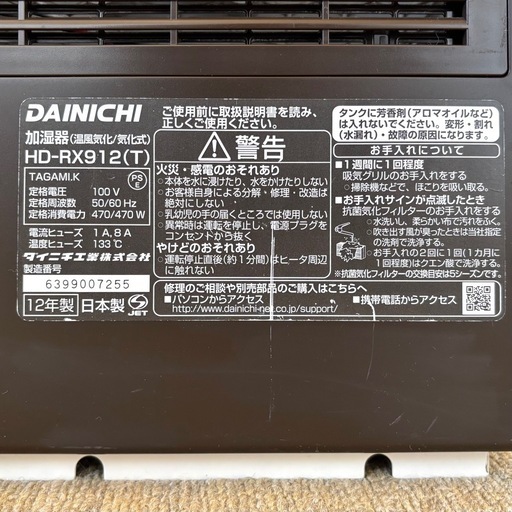 DAINICHI
加湿器(温風気化/気化式)
HD-RX912(T)
TAGAMI.K
PS
E
定格電圧 100 V
定格周波数 50/60 Hz
定格消費電力 470/470 W
電流ヒューズ 1 A,8 A
温度ヒューズ 133℃
ダイニチ工業株式会社
製造番号
6399007255
12年製 日本製 JET
ご使用前に取扱説明書を読み、
正しくご使用ください。
警告
火災・感電のおそれあり
●本体を水に浸けたり、水をかけたりしない
●お客様自身による分解・修理・改造は
絶対にしない
●乳幼児の手の届くところでは使用しない
●異常時は運転を停止し、電源プラグを
コンセントから抜く
やけどのおそれあり
●運転停止直後(約1分間)はヒータ周辺
に触れない
タンクに芳香剤(アロマオイルなど)
は入れないでください。変形・割れ
(水漏れ)・故障の原因になります。
お手入れについて
■1週間に1回程度
吸気グリルのお手入れをする
●掃除機などで、ほこりを吸い取る。
■お手入れサインが点滅したとき
抗菌気化フィルターのお手入れをする
●水洗いし、柔らかい布で汚れをふく。
●吹き出す風が臭ったときは当社指定
の洗剤で洗浄する。
●お手入れの2回に1回(1カ月に
1回程度)はクエン酸で洗浄する。
※抗菌気化フィルターの交換目安は5シーズンです。
修理のご相談や別売部品のご購入はこちらへ
■パソコンからアクセス
http://www.dainichi-net.co.jp/support/
■携帯電話からアクセス